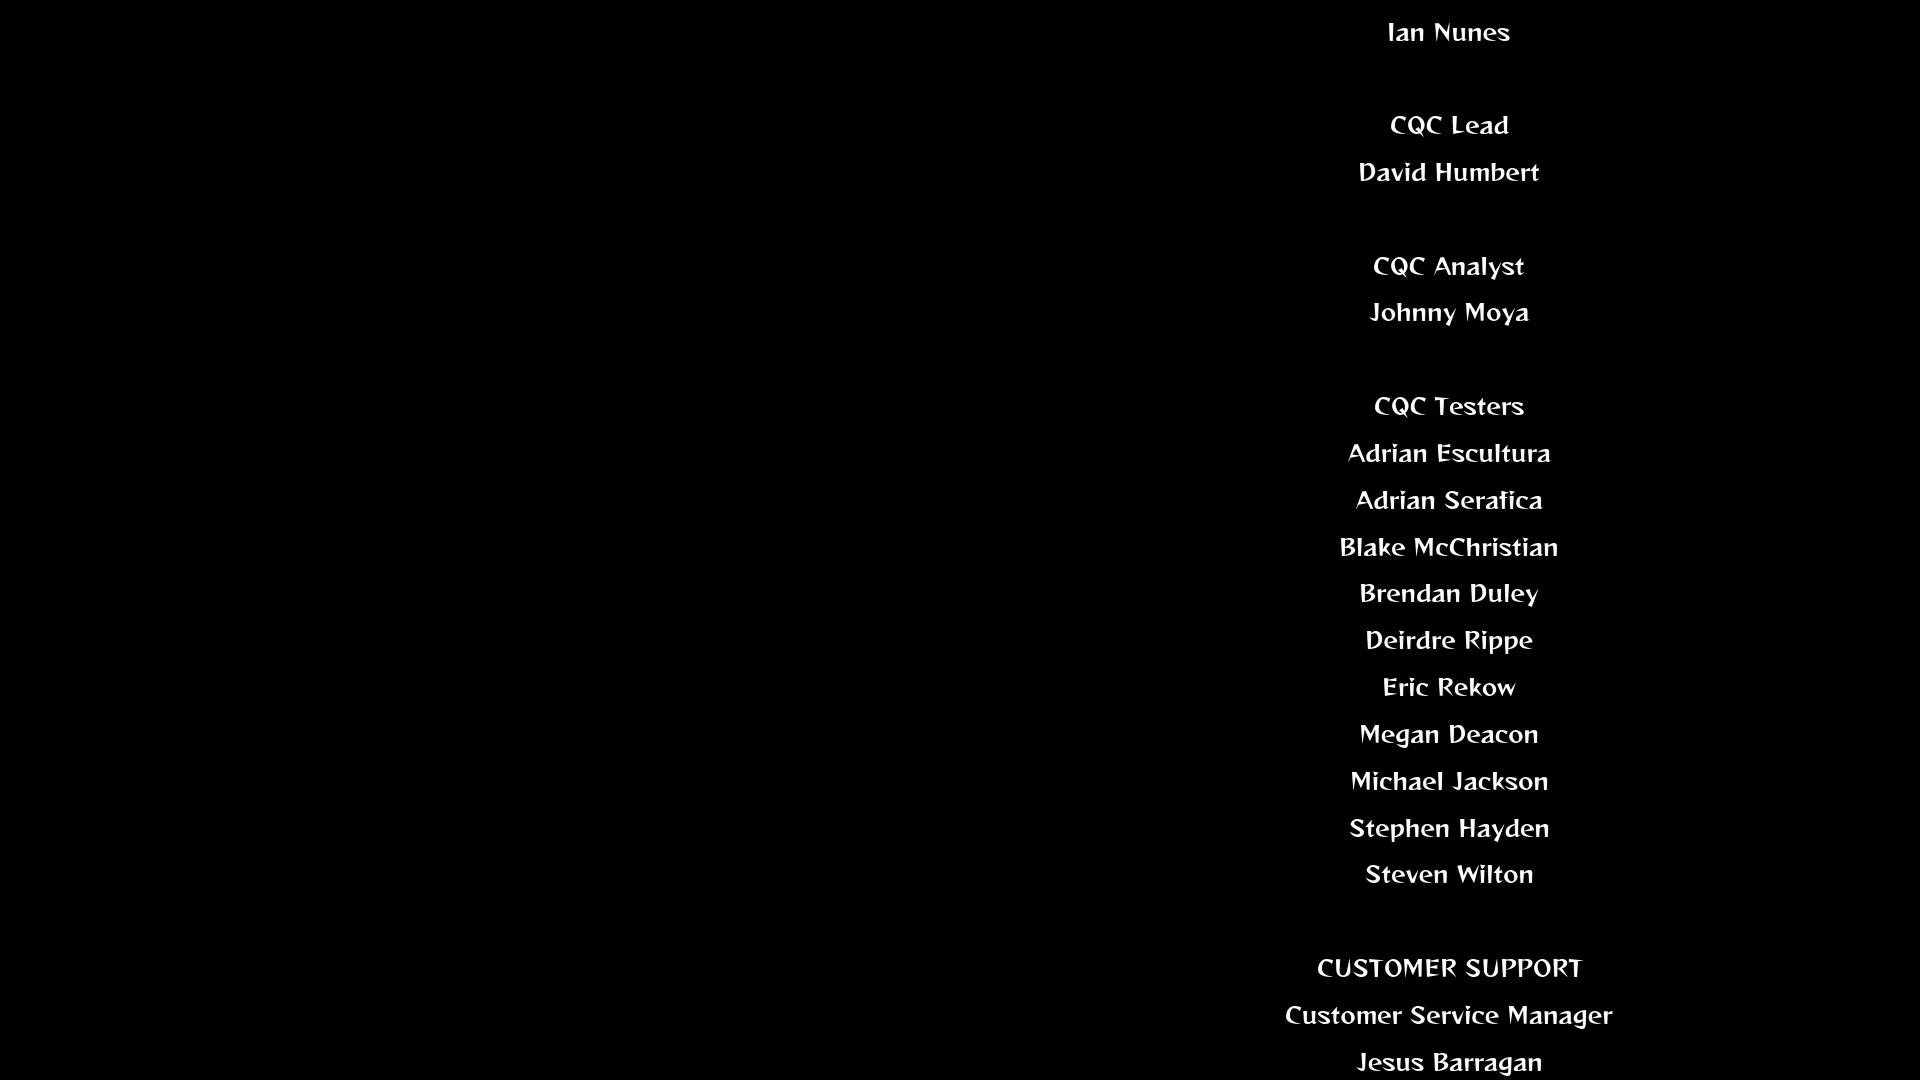 Ian Nunes
CQC Lead
David Humbert
CQC Analyst
Johnny Moya
CQC Testers
Adrian Escultura
Adrian Serafica
Blake McChristian
Brendan Duley
Deirdre Rippe
Eric Rekow
Megan Deacon
Michael Jackson
Stephen Hayden
Steven Wilton
CUSTOMER SUPPORT
Customer Service Manager
Jesus Barragan